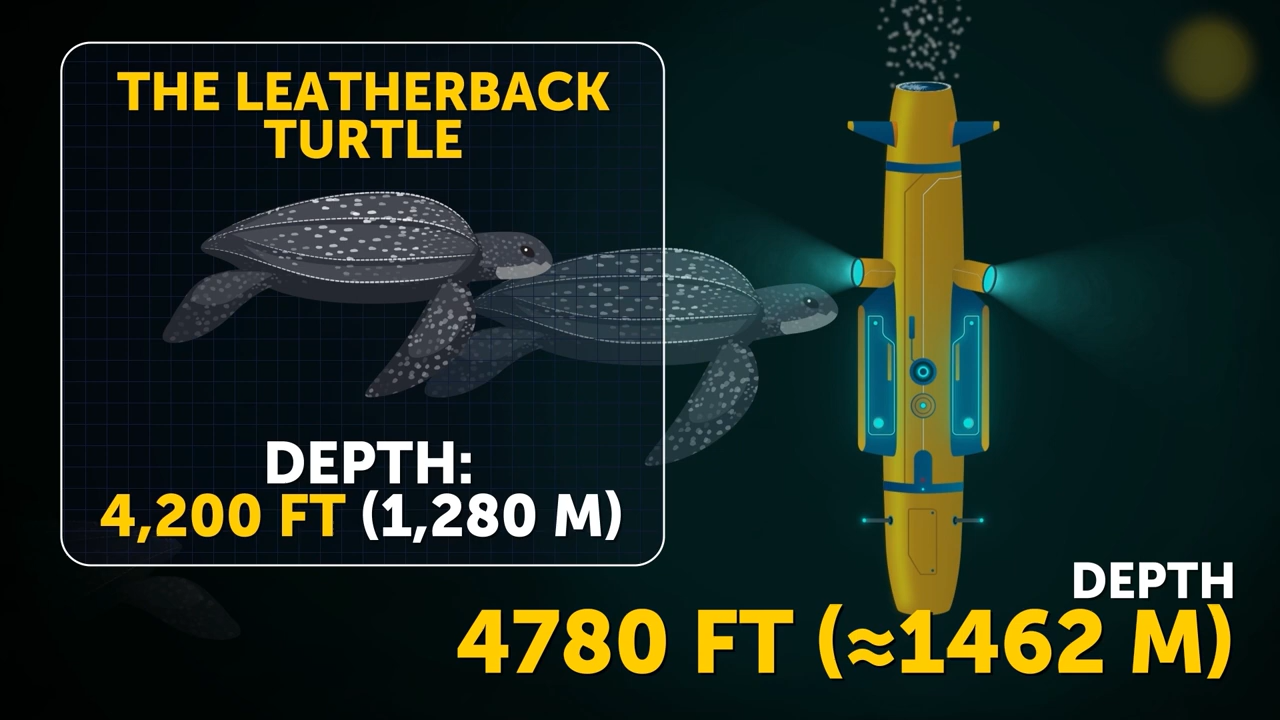 THE LEATHERBACK
TURTLE
DEPTH:
4,200 FT (1,280 M)
DEPTH
4780 FT (≈1462 M)